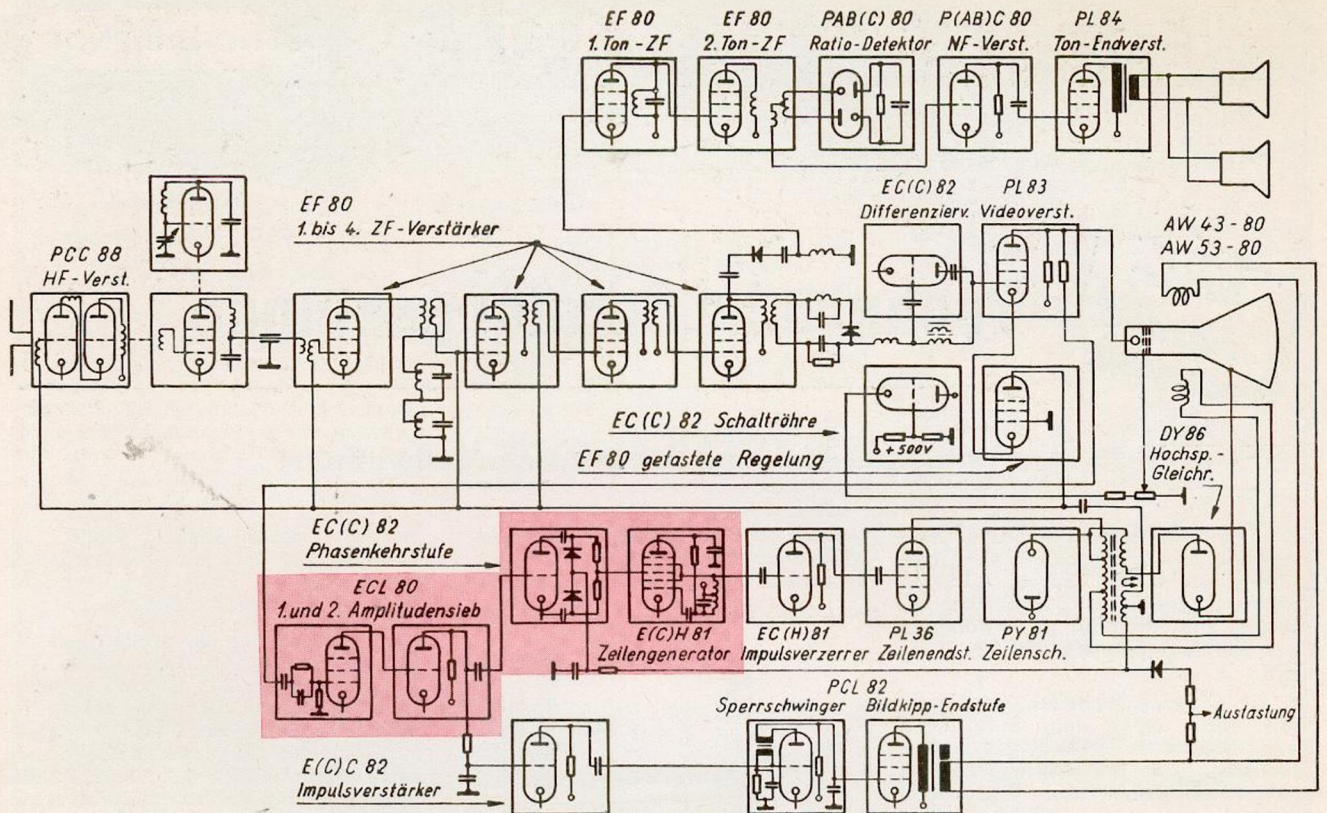 EF 80
1. Ton-ZF
EF 80
2. Ton-ZF
PAB(C) 80
Ratio-Detektor
P(AB)C 80
NF-Verst.
PL 84
Ton-Endverst.
PCC 88
HF-Verst.
EF 80
1. bis 4. ZF-Verstärker
EC(C) 82
Differenzierv.
PL 83
Videoverst.
AW 43-80
AW 53-80
EC(C) 82 Schaltröhre
+500V
EF 80 getastete Regelung
DY 86
Hochsp.-
Gleichr.
EC(C) 82
Phasenkehrstufe
ECL 80
1. und 2. Amplitudensieb
E(C)H 81
Zeilengenerator
EC(H) 81
Impulsverzerrer
PL 36
Zeilenendst.
PY 81
Zeilensch.
PCL 82
Sperrschwinger
Bildkipp-Endstufe
Austastung
E(C)C 82
Impulsverstärker